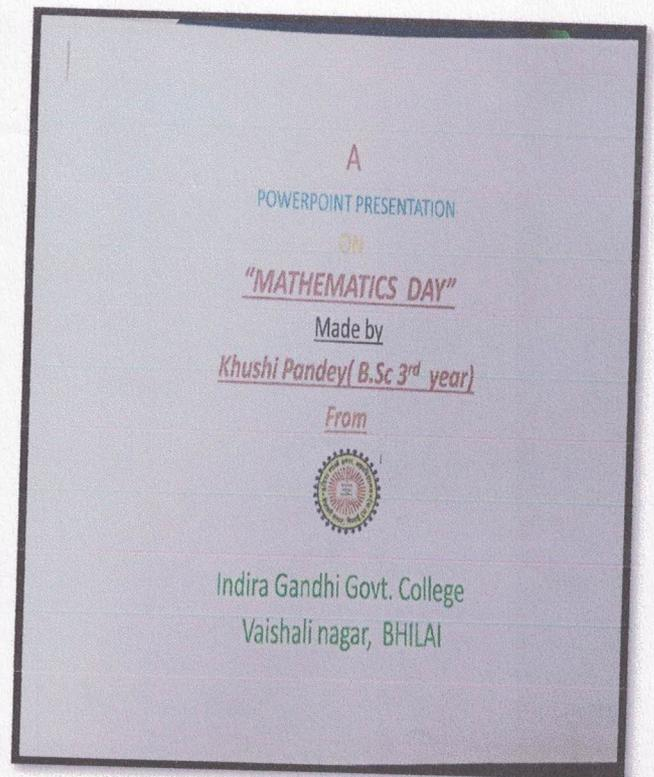 A
POWERPOINT PRESENTATION
ON
“MATHEMATICS DAY”
Made by
Khushi Pandey( B.Sc 3rd year)
From
Indira Gandhi Govt. College
Vaishali nagar, BHILAI